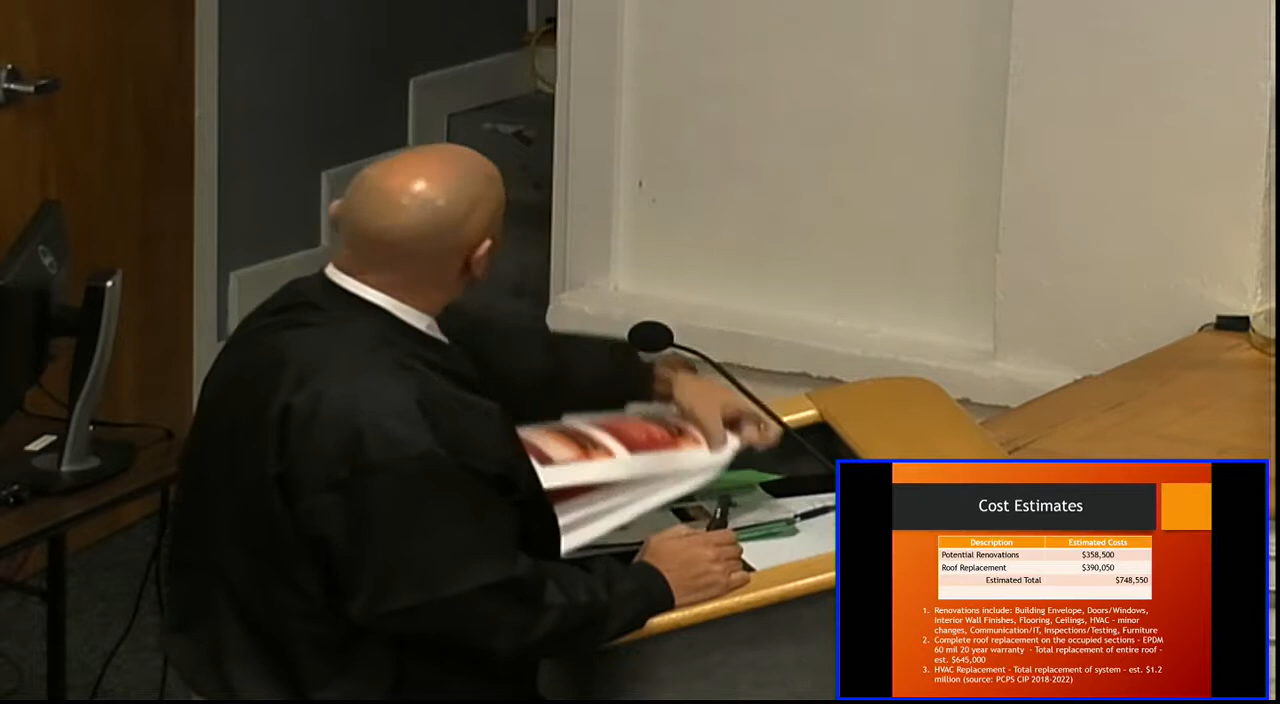 Cost Estimates
Description Estimated Costs
Potential Renovations $358,500
Roof Replacement $390,050
Estimated Total $748,550
1. Renovations include: Building Envelope, Doors/Windows,
Interior Wall Finishes, Flooring, Ceilings, HVAC - minor
changes, Communication/IT, Inspections/Testing, Furniture
2. Complete roof replacement on the occupied sections - EPDM
60 mil 20 year warranty - Total replacement of entire roof -
est. $645,000
3. HVAC Replacement - Total replacement of system - est. $1.2
million (source: PCPS CIP 2018-2022)